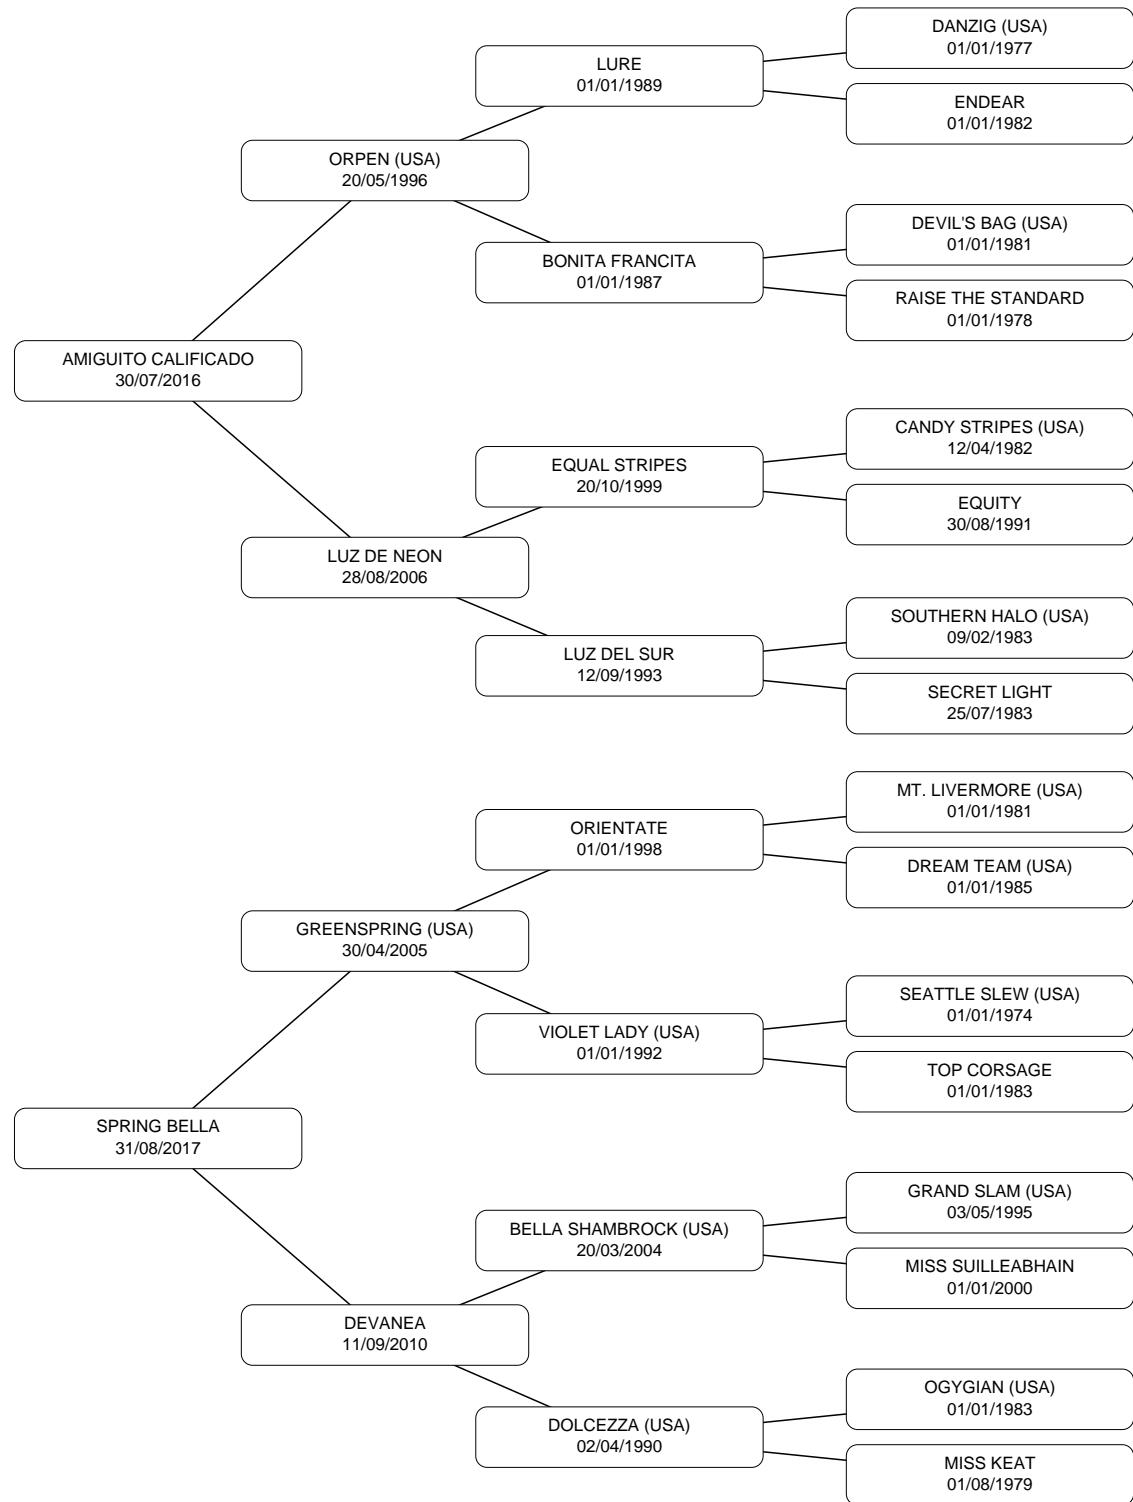 DANZIG (USA)
01/01/1977
LURE
01/01/1989
ENDEAR
01/01/1982
ORPEN (USA)
20/05/1996
DEVIL'S BAG (USA)
01/01/1981
BONITA FRANCITA
01/01/1987
RAISE THE STANDARD
01/01/1978
AMIGUITO CALIFICADO
30/07/2016
CANDY STRIPES (USA)
12/04/1982
EQUAL STRIPES
20/10/1999
EQUITY
30/08/1991
LUZ DE NEON
28/08/2006
SOUTHERN HALO (USA)
09/02/1983
LUZ DEL SUR
12/09/1993
SECRET LIGHT
25/07/1983
MT. LIVERMORE (USA)
01/01/1981
ORIENTATE
01/01/1998
DREAM TEAM (USA)
01/01/1985
GREENSPRING (USA)
30/04/2005
SEATTLE SLEW (USA)
01/01/1974
VIOLET LADY (USA)
01/01/1992
TOP CORSAGE
01/01/1983
SPRING BELLA
31/08/2017
GRAND SLAM (USA)
03/05/1995
BELLA SHAMBROCK (USA)
20/03/2004
MISS SUILLEABHAIN
01/01/2000
DEVANEA
11/09/2010
OGYGIAN (USA)
01/01/1983
DOLCEZZA (USA)
02/04/1990
MISS KEAT
01/08/1979